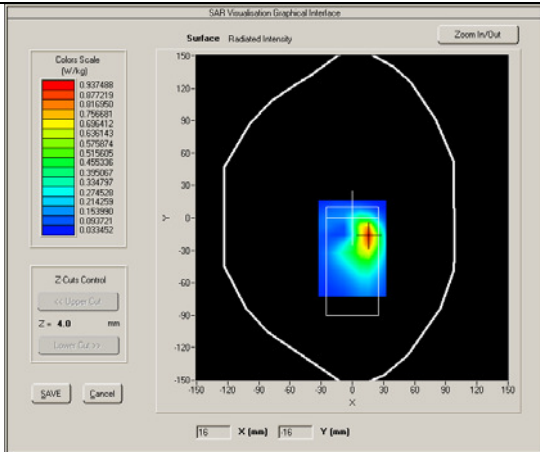 SAR Visualisation Graphical Interface
Surface Radiated Intensity
Zoom In/Out
Colors Scale
(W/kg)
0.937488
0.877219
0.816950
0.756681
0.696412
0.636143
0.575874
0.515605
0.455336
0.395067
0.334797
0.274528
0.214259
0.153990
0.093721
0.033452
Z-Cuts Control
<< Upper Cut
Z = 4.0 mm
Lower Cut >>
SAVE Cancel
150
120
90
60
30
0
-30
-60
-90
-120
-150
Y
-150 -120 -90 -60 -30 0 30 60 90 120 150
X
16 X (mm) -16 Y (mm)